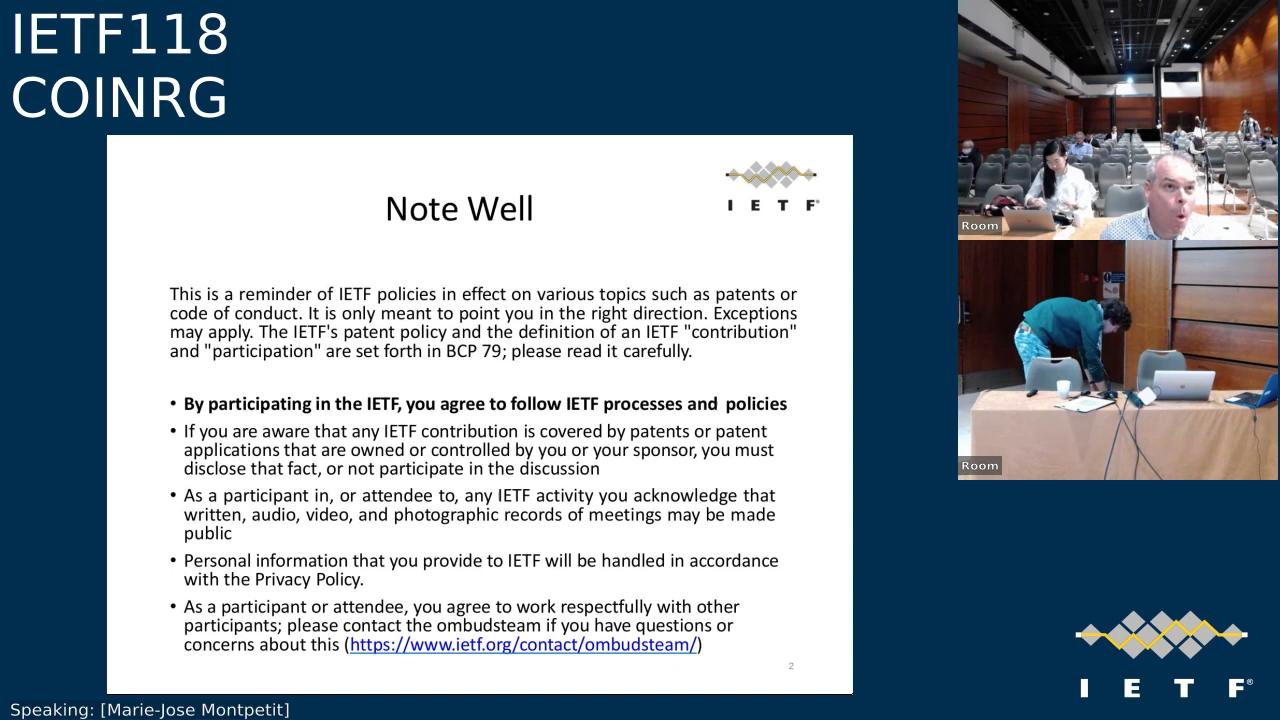 IETF118
COINRG
Note Well
I E T F®
This is a reminder of IETF policies in effect on various topics such as patents or
code of conduct. It is only meant to point you in the right direction. Exceptions
may apply. The IETF's patent policy and the definition of an IETF "contribution"
and "participation" are set forth in BCP 79; please read it carefully.
• By participating in the IETF, you agree to follow IETF processes and policies
• If you are aware that any IETF contribution is covered by patents or patent
applications that are owned or controlled by you or your sponsor, you must
disclose that fact, or not participate in the discussion
• As a participant in, or attendee to, any IETF activity you acknowledge that
written, audio, video, and photographic records of meetings may be made
public
• Personal information that you provide to IETF will be handled in accordance
with the Privacy Policy.
• As a participant or attendee, you agree to work respectfully with other
participants; please contact the ombudsteam if you have questions or
concerns about this (https://www.ietf.org/contact/ombudsteam/)
2
Room
Room
I E T F®
Speaking: [Marie-Jose Montpetit]